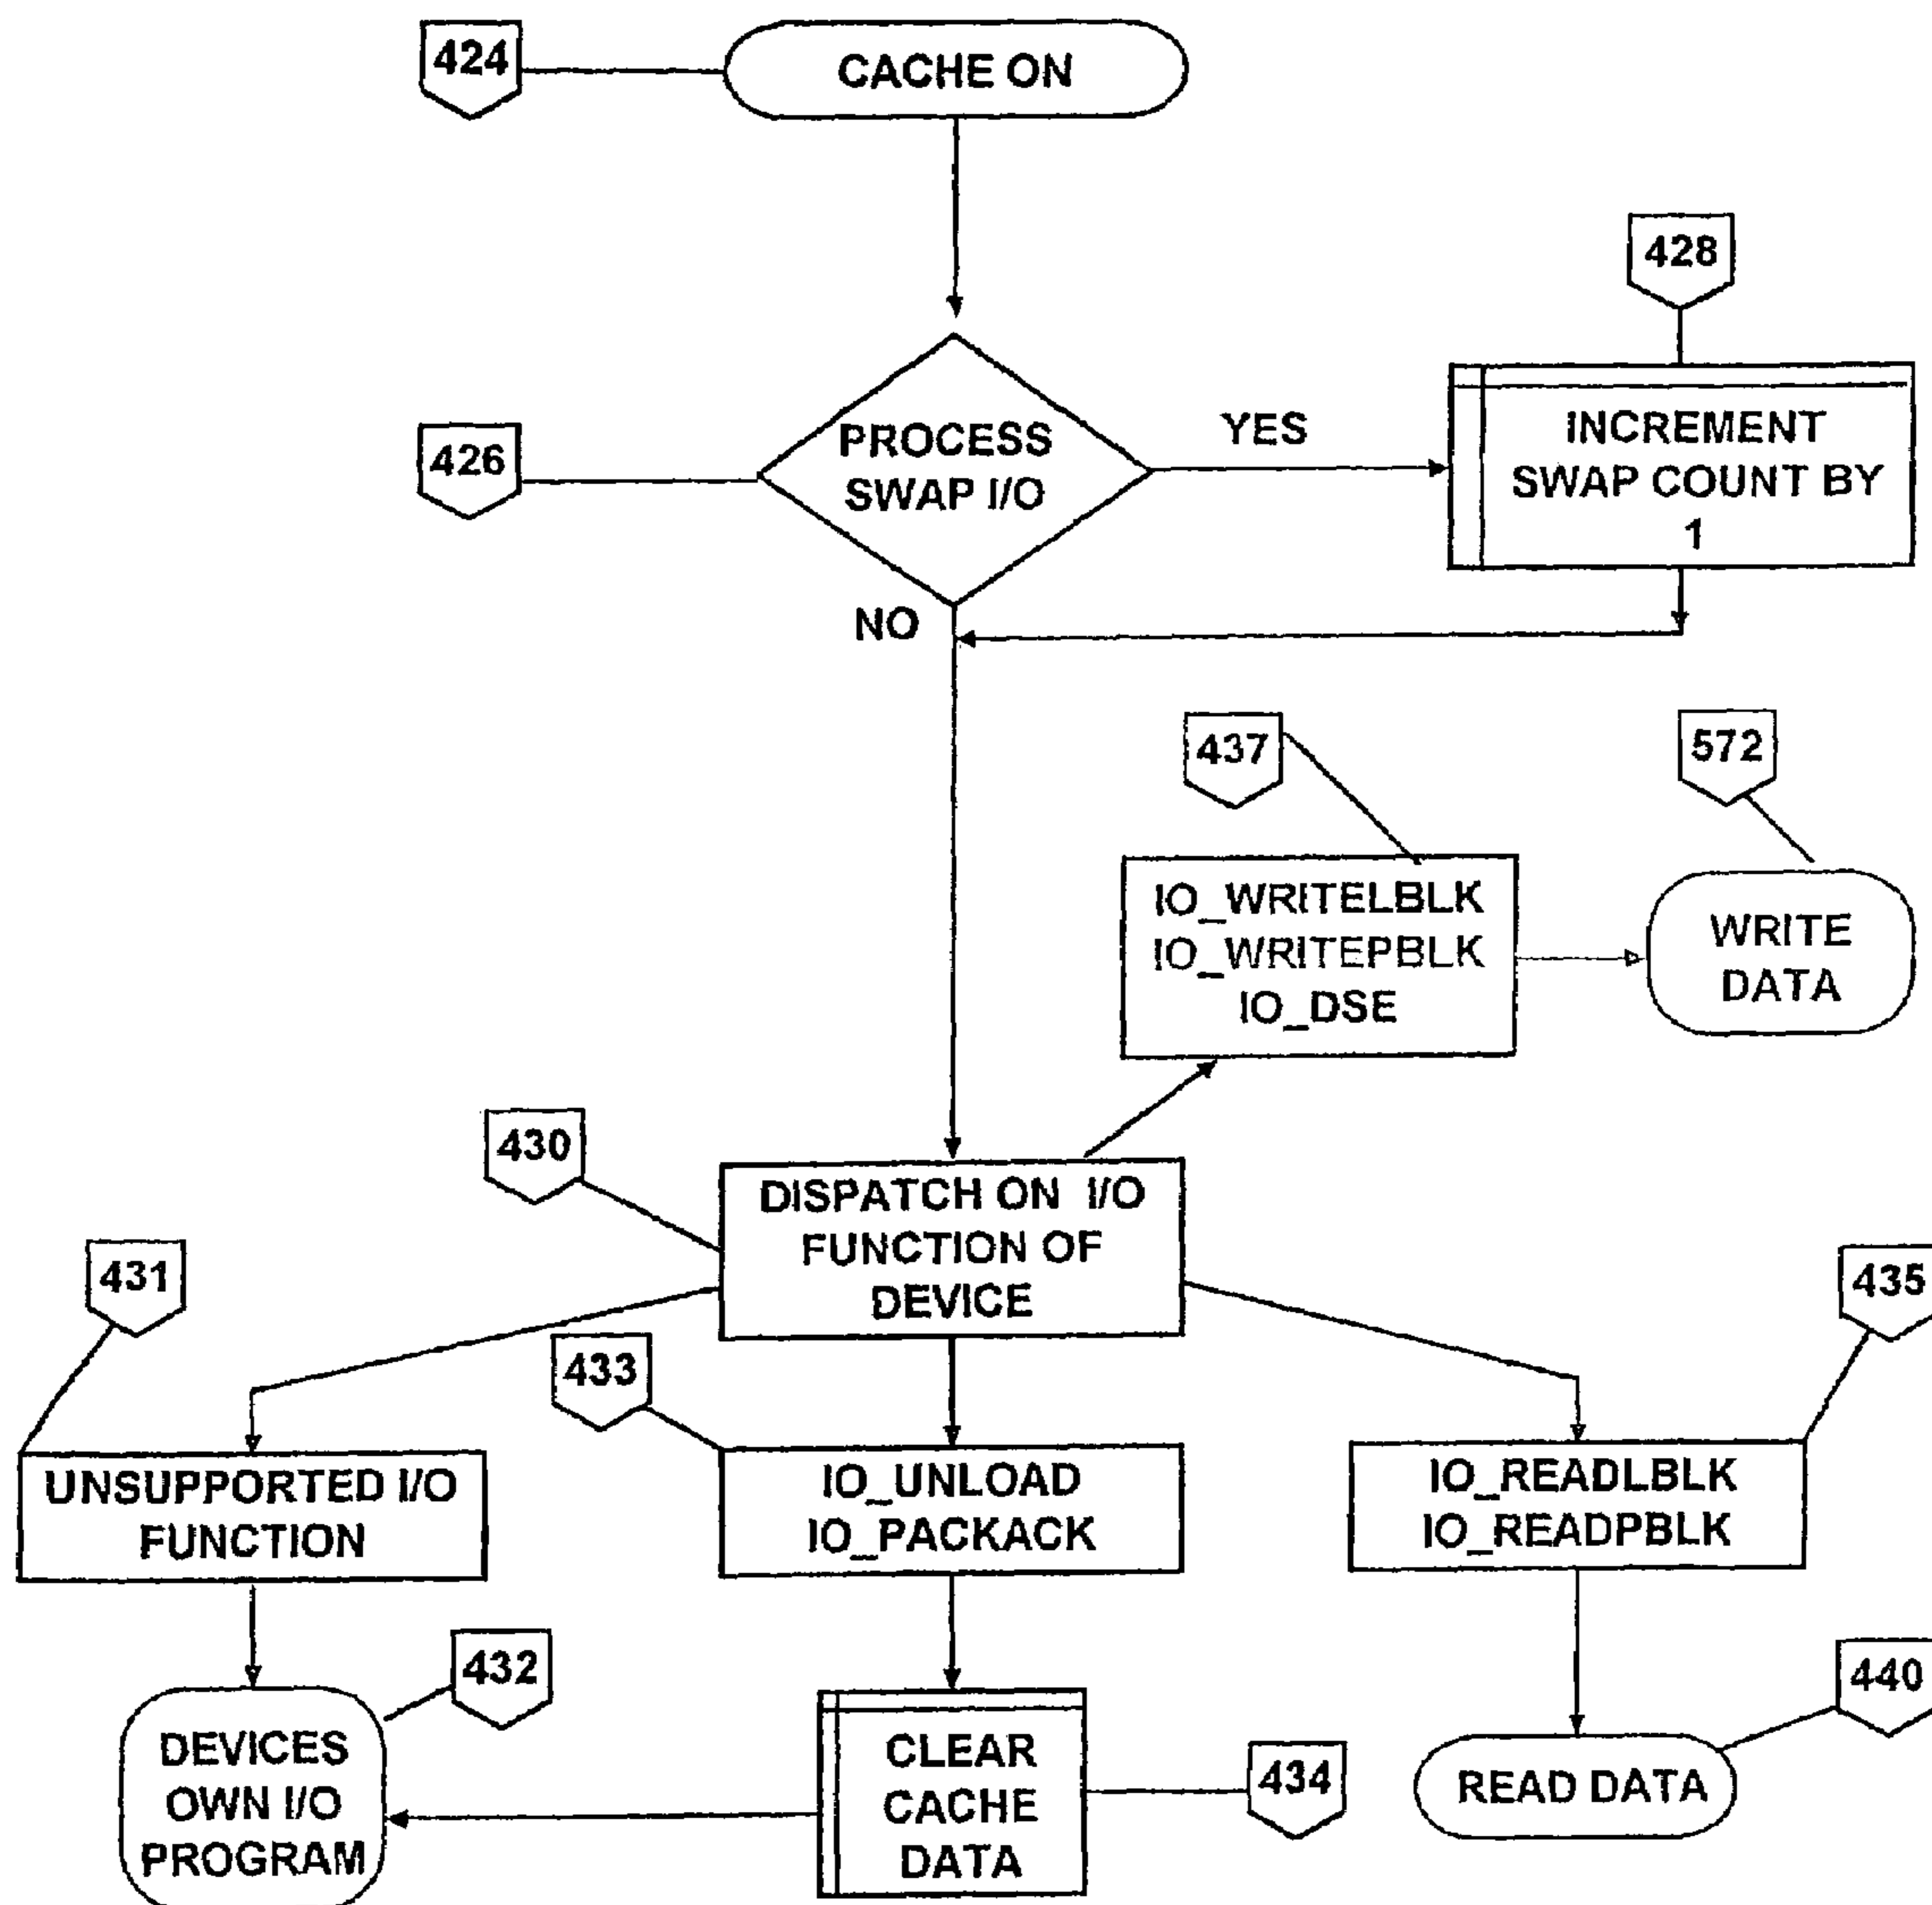 424
CACHE ON
428
426
PROCESS
SWAP I/O
YES
INCREMENT
SWAP COUNT BY
1
NO
437
572
IO_WRITELBLK
IO_WRITEPBLK
IO_DSE
WRITE
DATA
430
DISPATCH ON I/O
FUNCTION OF
DEVICE
431
433
435
UNSUPPORTED I/O
FUNCTION
IO_UNLOAD
IO_PACKACK
IO_READLBLK
IO_READPBLK
432
440
DEVICES
OWN I/O
PROGRAM
CLEAR
CACHE
DATA
434
READ DATA